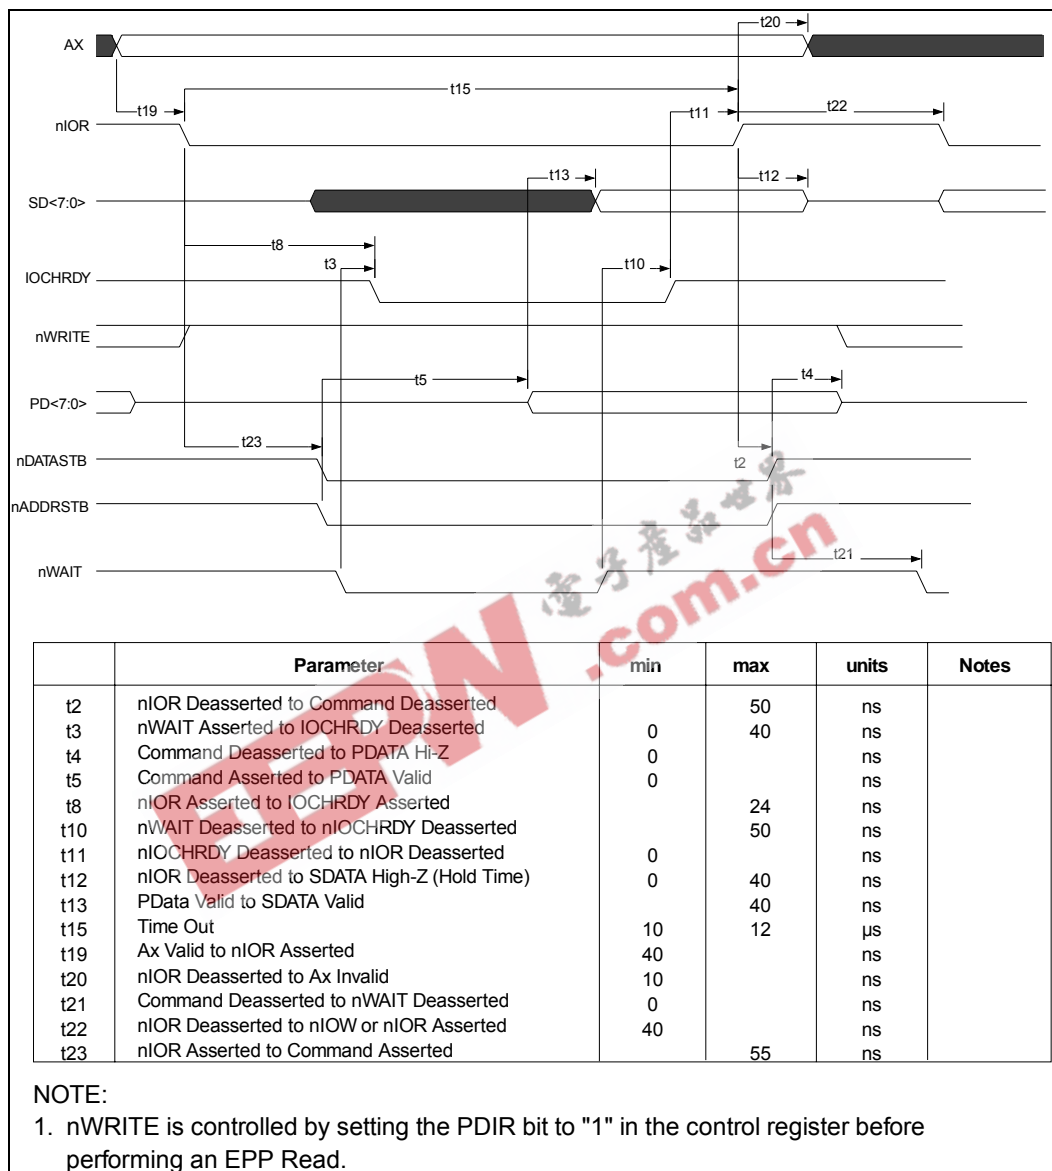 t20
AX
t15
t19
t11
t22
nIOR
t13
t12
SD<7:0>
t8
t3
t10
IOCHRDY
nWRITE
t5
t4
PD<7:0>
t23
t2
nDATASTB
nADDRSTB
t21
nWAIT
電子產品世界
EEPW.com.cn
Parameter min max units Notes
t2 nIOR Deasserted to Command Deasserted 50 ns
t3 nWAIT Asserted to IOCHRDY Deasserted 0 40 ns
t4 Command Deasserted to PDATA Hi-Z 0 ns
t5 Command Asserted to PDATA Valid 0 ns
t8 nIOR Asserted to IOCHRDY Asserted 24 ns
t10 nWAIT Deasserted to nIOCHRDY Deasserted 50 ns
t11 nIOCHRDY Deasserted to nIOR Deasserted 0 ns
t12 nIOR Deasserted to SDATA High-Z (Hold Time) 0 40 ns
t13 PData Valid to SDATA Valid 40 ns
t15 Time Out 10 12 µs
t19 Ax Valid to nIOR Asserted 40 ns
t20 nIOR Deasserted to Ax Invalid 10 ns
t21 Command Deasserted to nWAIT Deasserted 0 ns
t22 nIOR Deasserted to nIOW or nIOR Asserted 40 ns
t23 nIOR Asserted to Command Asserted 55 ns
NOTE:
1. nWRITE is controlled by setting the PDIR bit to "1" in the control register before
performing an EPP Read.